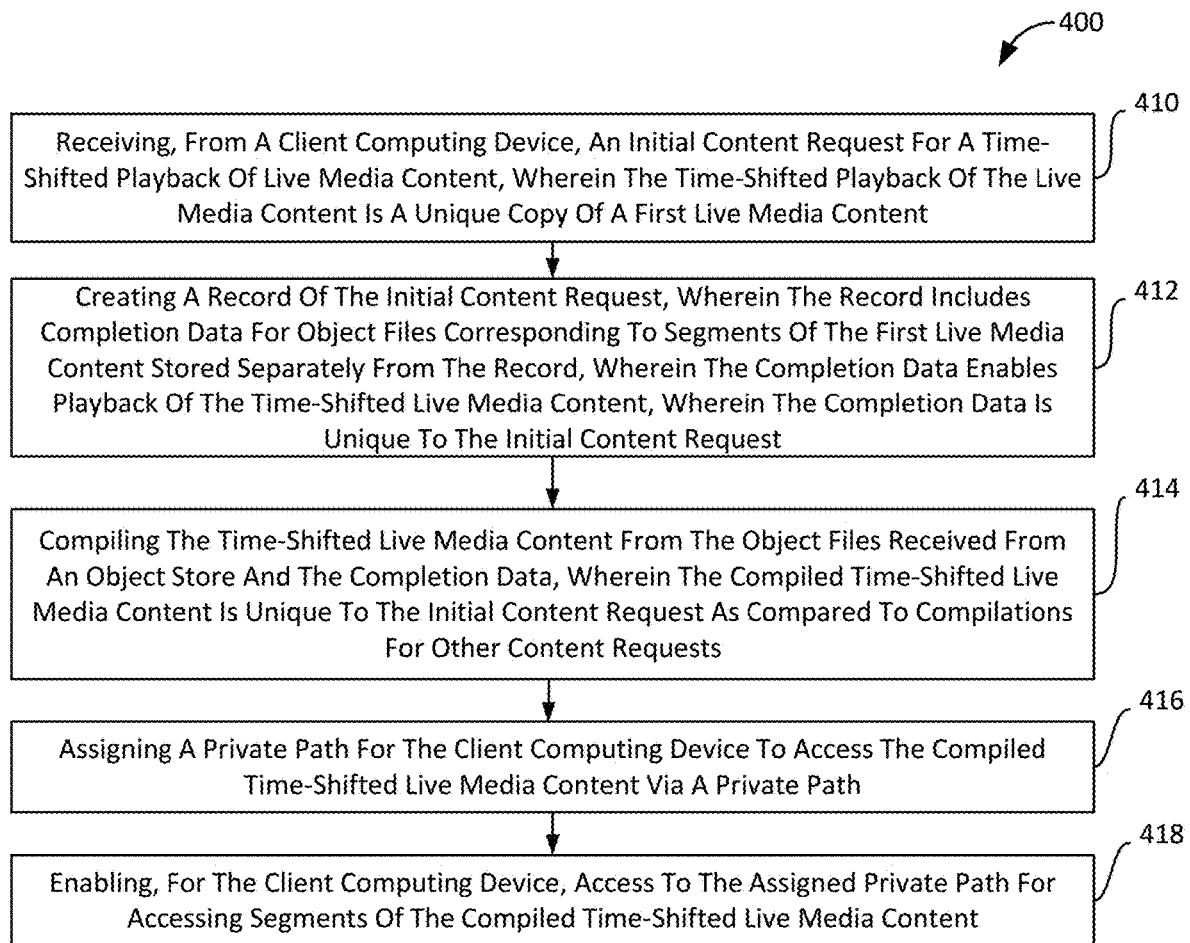 400
410
Receiving, From A Client Computing Device, An Initial Content Request For A Time-
Shifted Playback Of Live Media Content, Wherein The Time-Shifted Playback Of The Live
Media Content Is A Unique Copy Of A First Live Media Content
412
Creating A Record Of The Initial Content Request, Wherein The Record Includes
Completion Data For Object Files Corresponding To Segments Of The First Live Media
Content Stored Separately From The Record, Wherein The Completion Data Enables
Playback Of The Time-Shifted Live Media Content, Wherein The Completion Data Is
Unique To The Initial Content Request
414
Compiling The Time-Shifted Live Media Content From The Object Files Received From
An Object Store And The Completion Data, Wherein The Compiled Time-Shifted Live
Media Content Is Unique To The Initial Content Request As Compared To Compilations
For Other Content Requests
416
Assigning A Private Path For The Client Computing Device To Access The Compiled
Time-Shifted Live Media Content Via A Private Path
418
Enabling, For The Client Computing Device, Access To The Assigned Private Path For
Accessing Segments Of The Compiled Time-Shifted Live Media Content